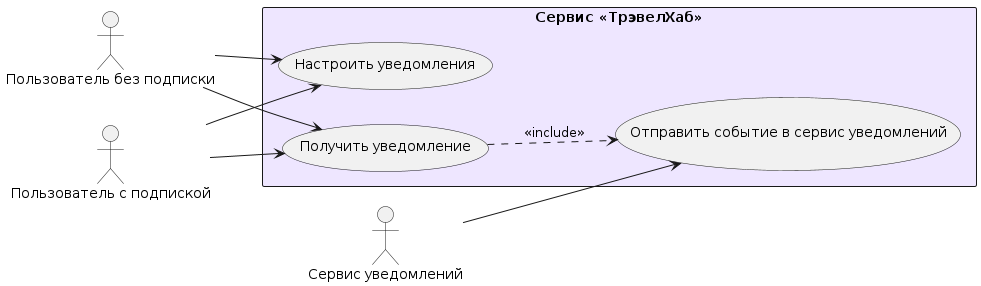 Сервис «ТрэвелХаб»
Настроить уведомления
Пользователь без подписки
«include»
Отправить событие в сервис уведомлений
Получить уведомление
Пользователь с подпиской
Сервис уведомлений